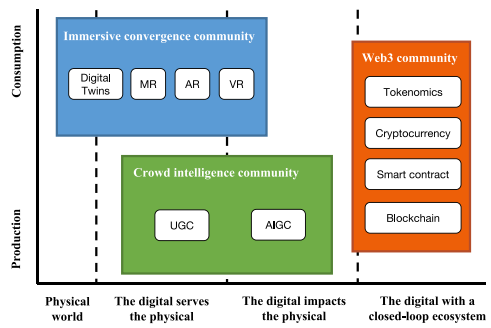 Consumption
Production
Immersive convergence community
Digital
Twins
MR
AR
VR
Crowd intelligence community
UGC
AIGC
Web3 community
Tokenomics
Cryptocurrency
Smart contract
Blockchain
Physical
world
The digital serves
the physical
The digital impacts
the physical
The digital with a
closed-loop ecosystem